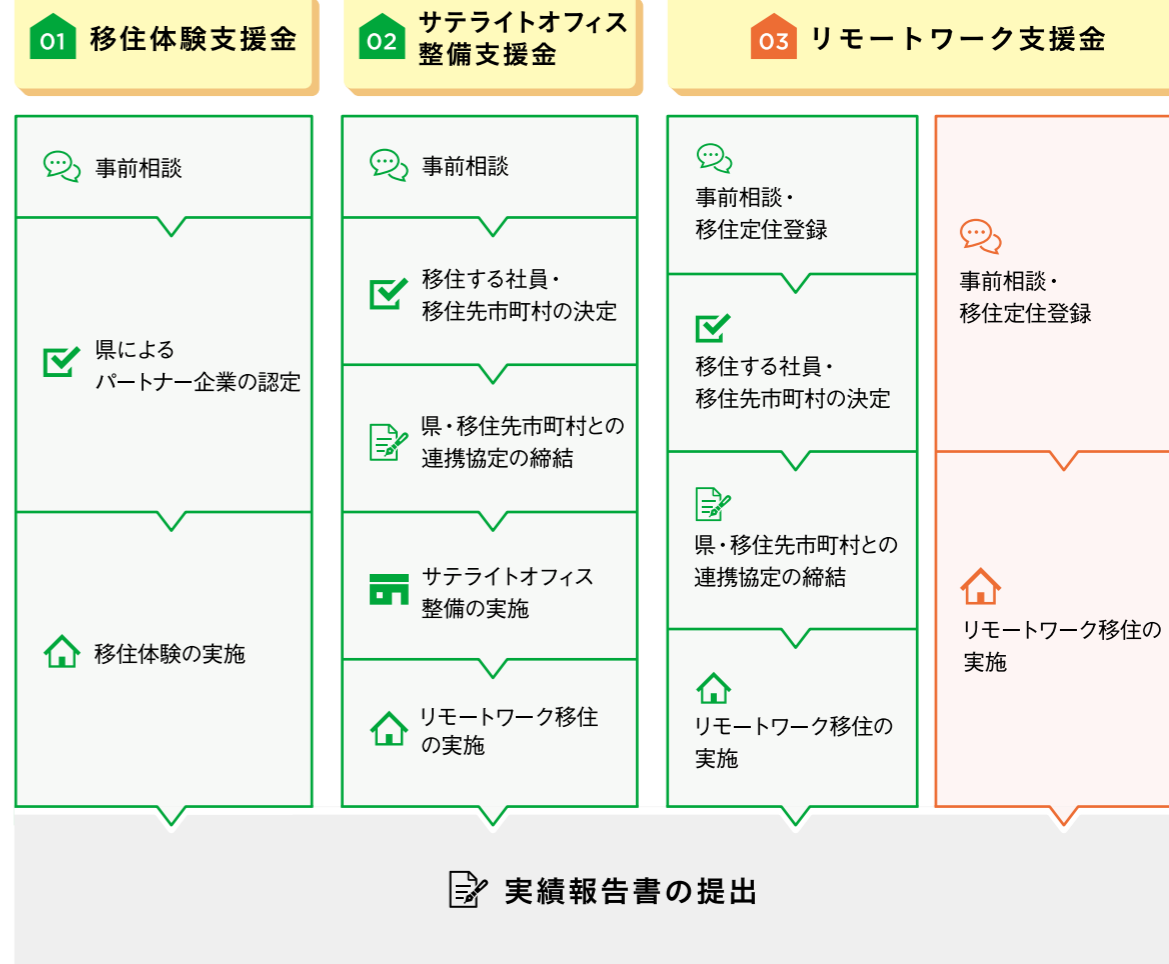 01 移住体験支援金
02 サテライトオフィス
整備支援金
03 リモートワーク支援金
事前相談
県による
パートナー企業の認定
移住体験の実施
事前相談
移住する社員・
移住先市町村の決定
県・移住先市町村との
連携協定の締結
サテライトオフィス
整備の実施
リモートワーク移住
の実施
事前相談・
移住定住登録
移住する社員・
移住先市町村の決定
県・移住先市町村との
連携協定の締結
リモートワーク移住の
実施
事前相談・
移住定住登録
リモートワーク移住の
実施
実績報告書の提出